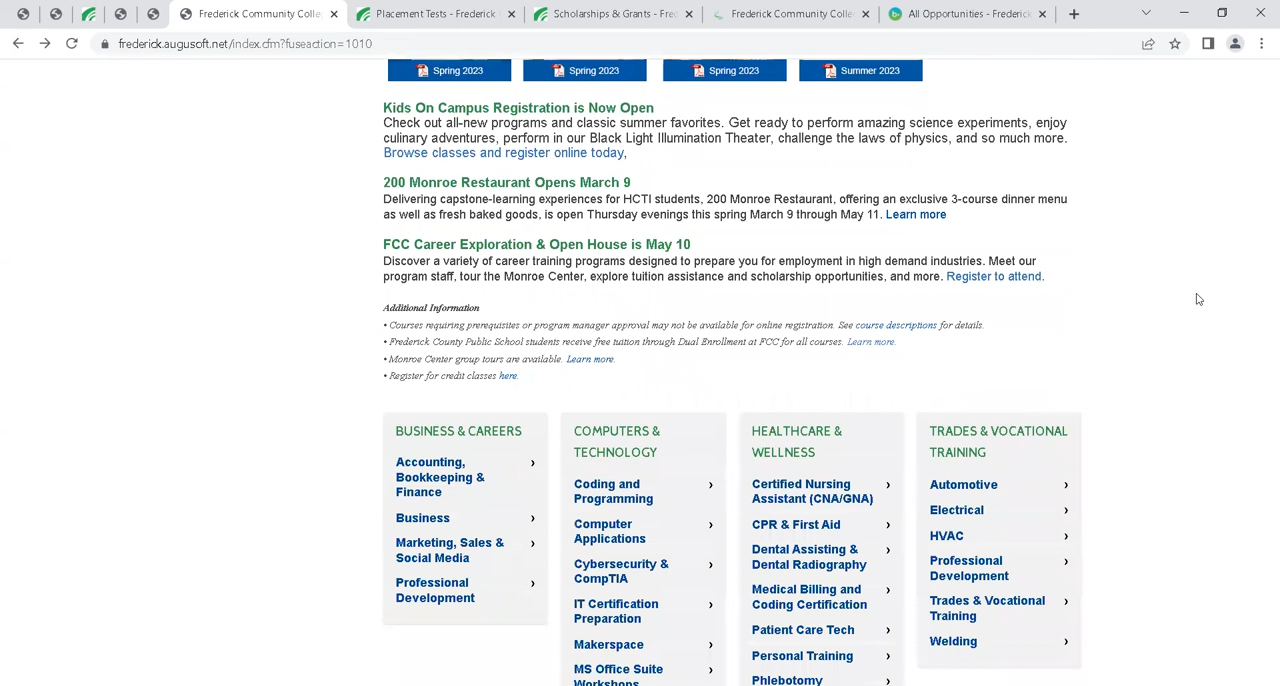 Frederick Community Colle
Placement Tests - Frederick
Scholarships & Grants - Fre
Frederick Community Colle
All Opportunities - Frederick
frederick.augusoft.net/index.cfm?fuseaction=1010
Spring 2023
Spring 2023
Spring 2023
Summer 2023
Kids On Campus Registration is Now Open
Check out all-new programs and classic summer favorites. Get ready to perform amazing science experiments, enjoy
culinary adventures, perform in our Black Light Illumination Theater, challenge the laws of physics, and so much more.
Browse classes and register online today,
200 Monroe Restaurant Opens March 9
Delivering capstone-learning experiences for HCTI students, 200 Monroe Restaurant, offering an exclusive 3-course dinner menu
as well as fresh baked goods, is open Thursday evenings this spring March 9 through May 11. Learn more
FCC Career Exploration & Open House is May 10
Discover a variety of career training programs designed to prepare you for employment in high demand industries. Meet our
program staff, tour the Monroe Center, explore tuition assistance and scholarship opportunities, and more. Register to attend.
Additional Information
• Courses requiring prerequisites or program manager approval may not be available for online registration. See course descriptions for details.
• Frederick County Public School students receive free tuition through Dual Enrollment at FCC for all courses. Learn more.
• Monroe Center group tours are available. Learn more.
• Register for credit classes here.
BUSINESS & CAREERS
Accounting,
Bookkeeping &
Finance
Business
Marketing, Sales &
Social Media
Professional
Development
COMPUTERS &
TECHNOLOGY
Coding and
Programming
Computer
Applications
Cybersecurity &
CompTIA
IT Certification
Preparation
Makerspace
MS Office Suite
Workshops
HEALTHCARE &
WELLNESS
Certified Nursing
Assistant (CNA/GNA)
CPR & First Aid
Dental Assisting &
Dental Radiography
Medical Billing and
Coding Certification
Patient Care Tech
Personal Training
Phlebotomy
TRADES & VOCATIONAL
TRAINING
Automotive
Electrical
HVAC
Professional
Development
Trades & Vocational
Training
Welding